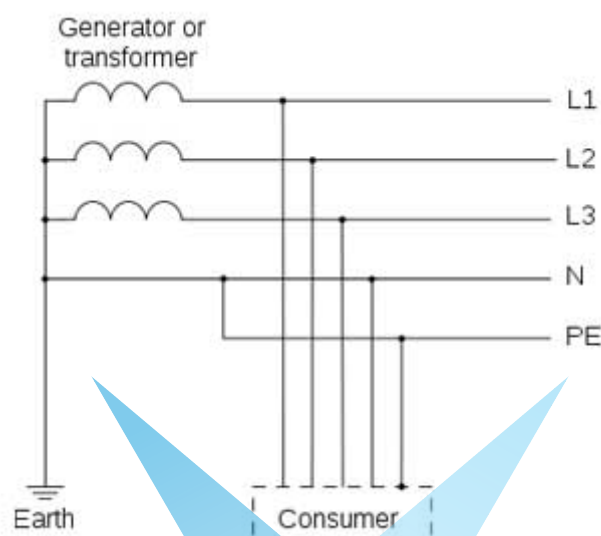 Generator or
transformer
L1
L2
L3
N
PE
Earth
Consumer